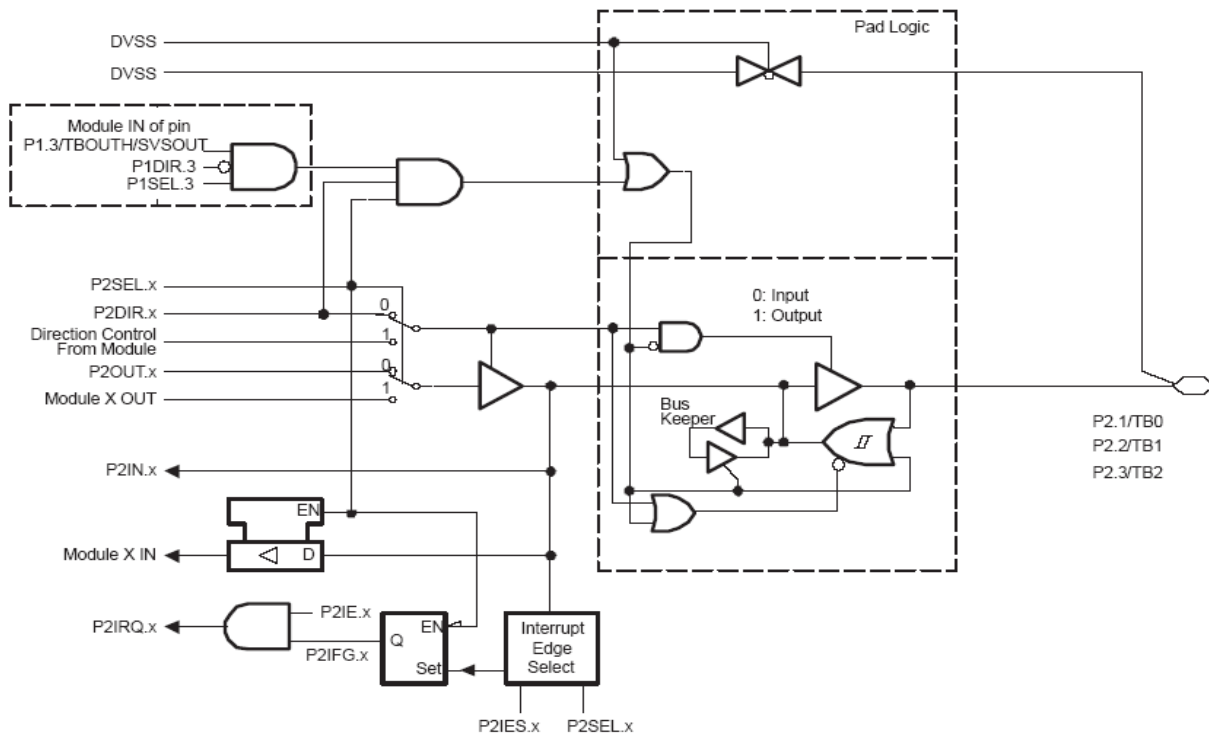 Pad Logic
DVSS
DVSS
Module IN of pin
P1.3/TBOUTH/SVSOUT
P1DIR.3
P1SEL.3
P2SEL.x
P2DIR.x
0
Direction Control
From Module
1
P2OUT.x
0
Module X OUT
1
0: Input
1: Output
Bus
Keeper
P2.1/TB0
P2.2/TB1
P2.3/TB2
P2IN.x
EN
Module X IN
D
P2IRQ.x
P2IE.x
P2IFG.x
Q
EN
Set
Interrupt
Edge
Select
P2IES.x
P2SEL.x